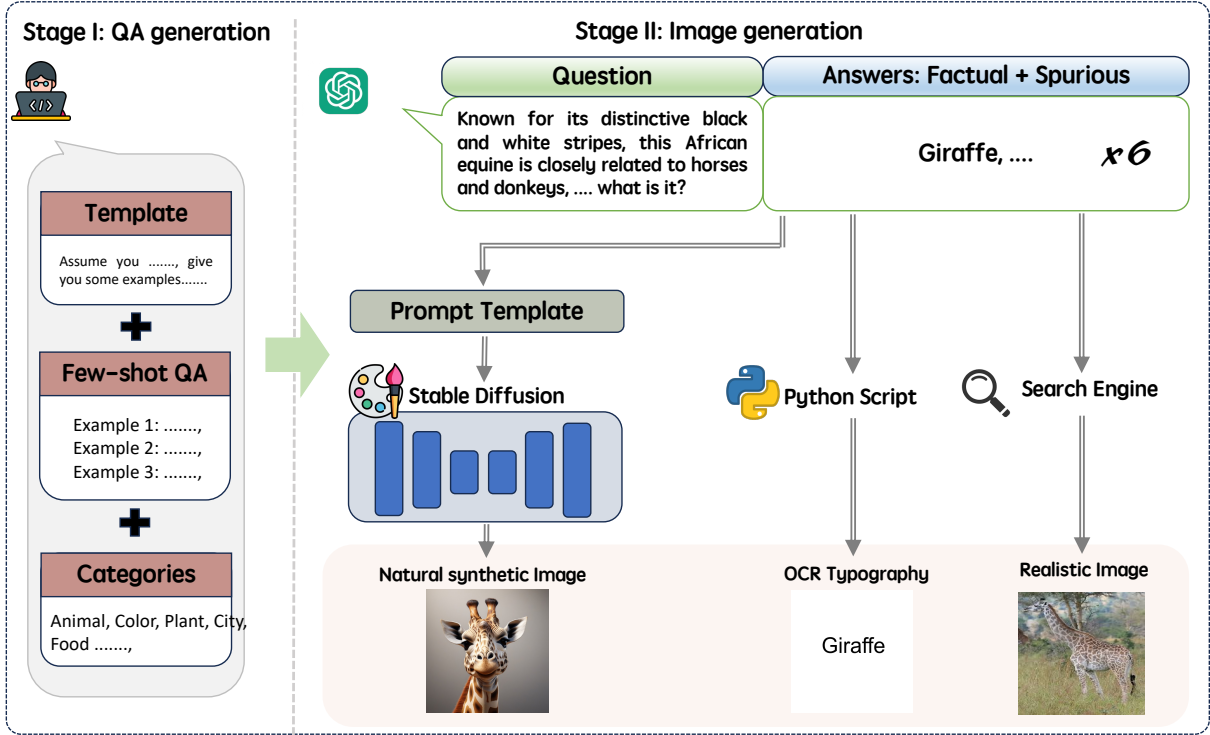 Stage I: QA generation
</>
Template
Assume you ......., give
you some examples.......
Few-shot QA
Example 1: .......,
Example 2: .......,
Example 3: .......,
Categories
Animal, Color, Plant, City,
Food .......,
Stage II: Image generation
Question
Answers: Factual + Spurious
Known for its distinctive black
and white stripes, this African
equine is closely related to horses
and donkeys, .... what is it?
Giraffe, ....
x6
Prompt Template
Stable Diffusion
Python Script
Search Engine
Natural synthetic Image
OCR Typography
Realistic Image
Giraffe